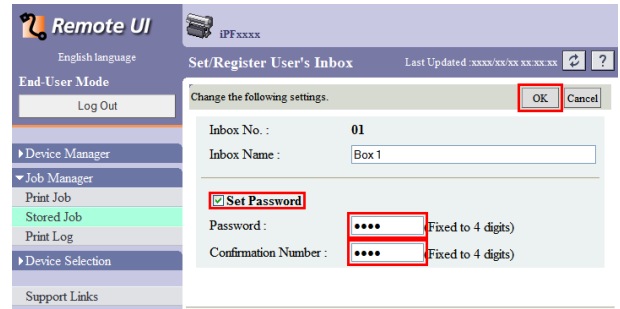 Remote UI
English language
End-User Mode
Log Out
▶Device Manager
▼Job Manager
Print Job
Stored Job
Print Log
▶Device Selection
Support Links
iPFxxxx
Set/Register User's Inbox Last Updated :xxxx/xx/xx xx:xx:xx ?
Change the following settings. OK Cancel
Inbox No. : 01
Inbox Name : Box 1
Set Password
Password : •••• (Fixed to 4 digits)
Confirmation Number : •••• (Fixed to 4 digits)